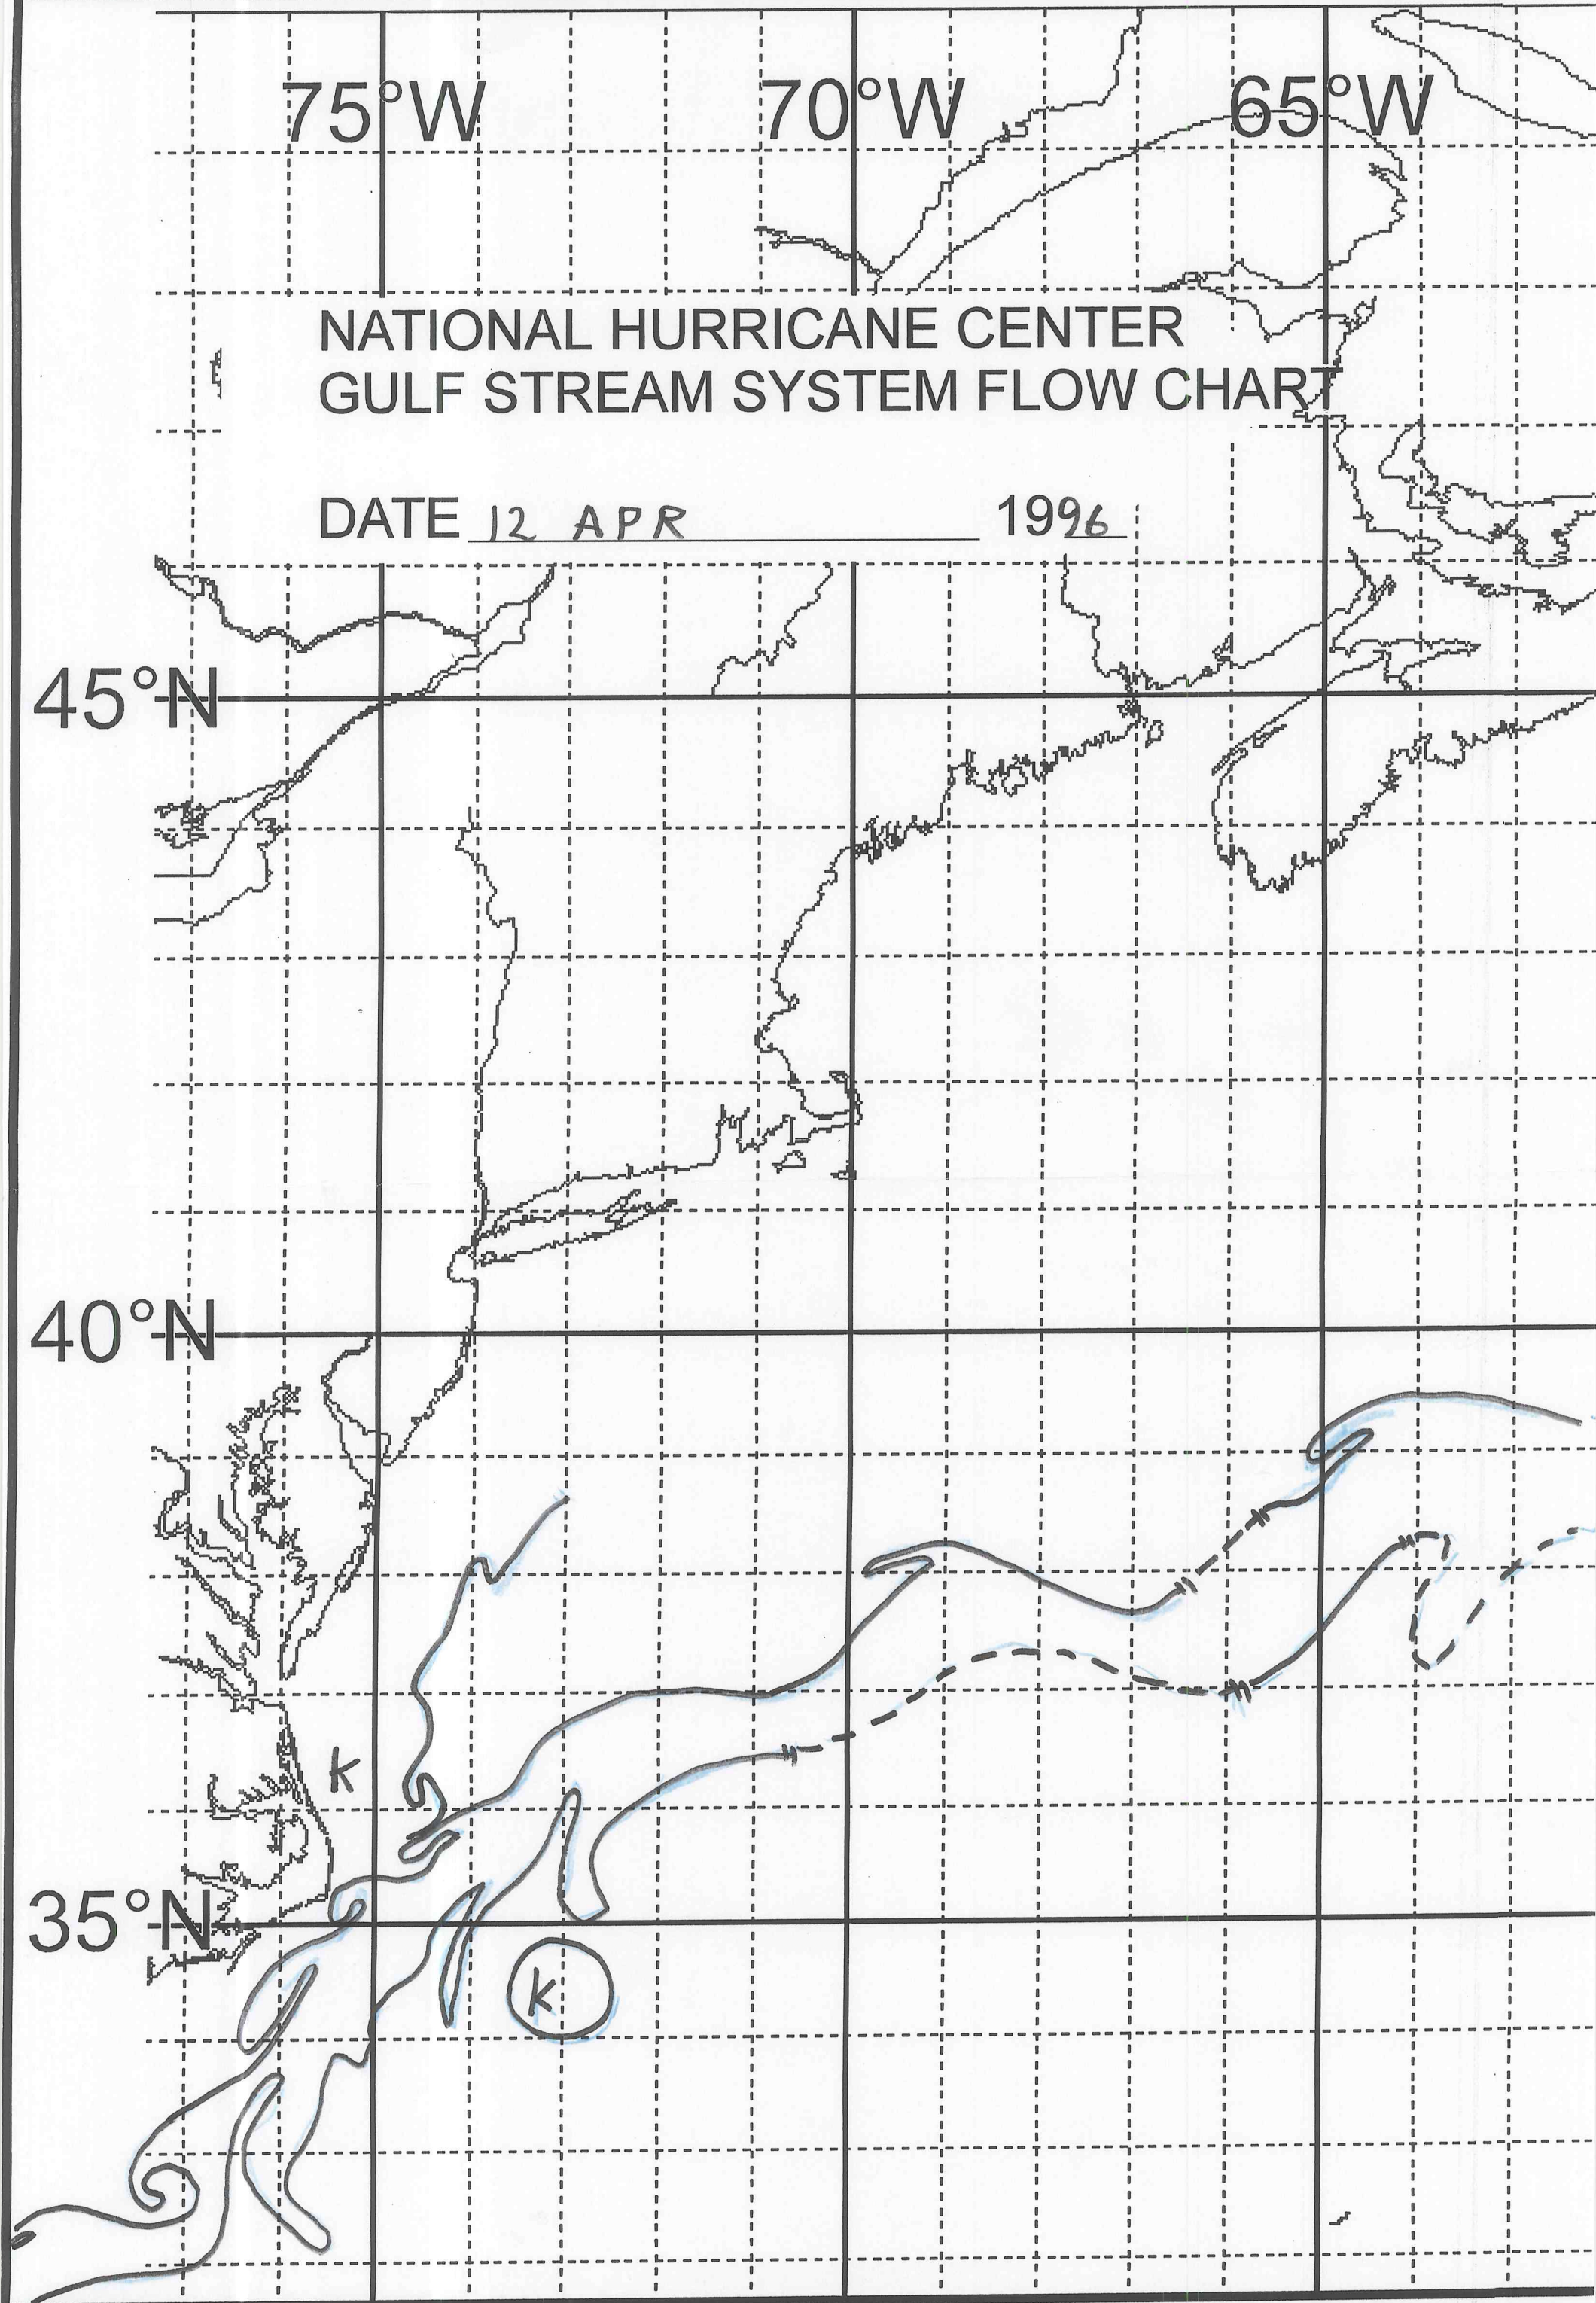 75°W 70°W 65°W
NATIONAL HURRICANE CENTER
GULF STREAM SYSTEM FLOW CHART
DATE 12 APR 1996
45°N
40°N
K
35°N
K